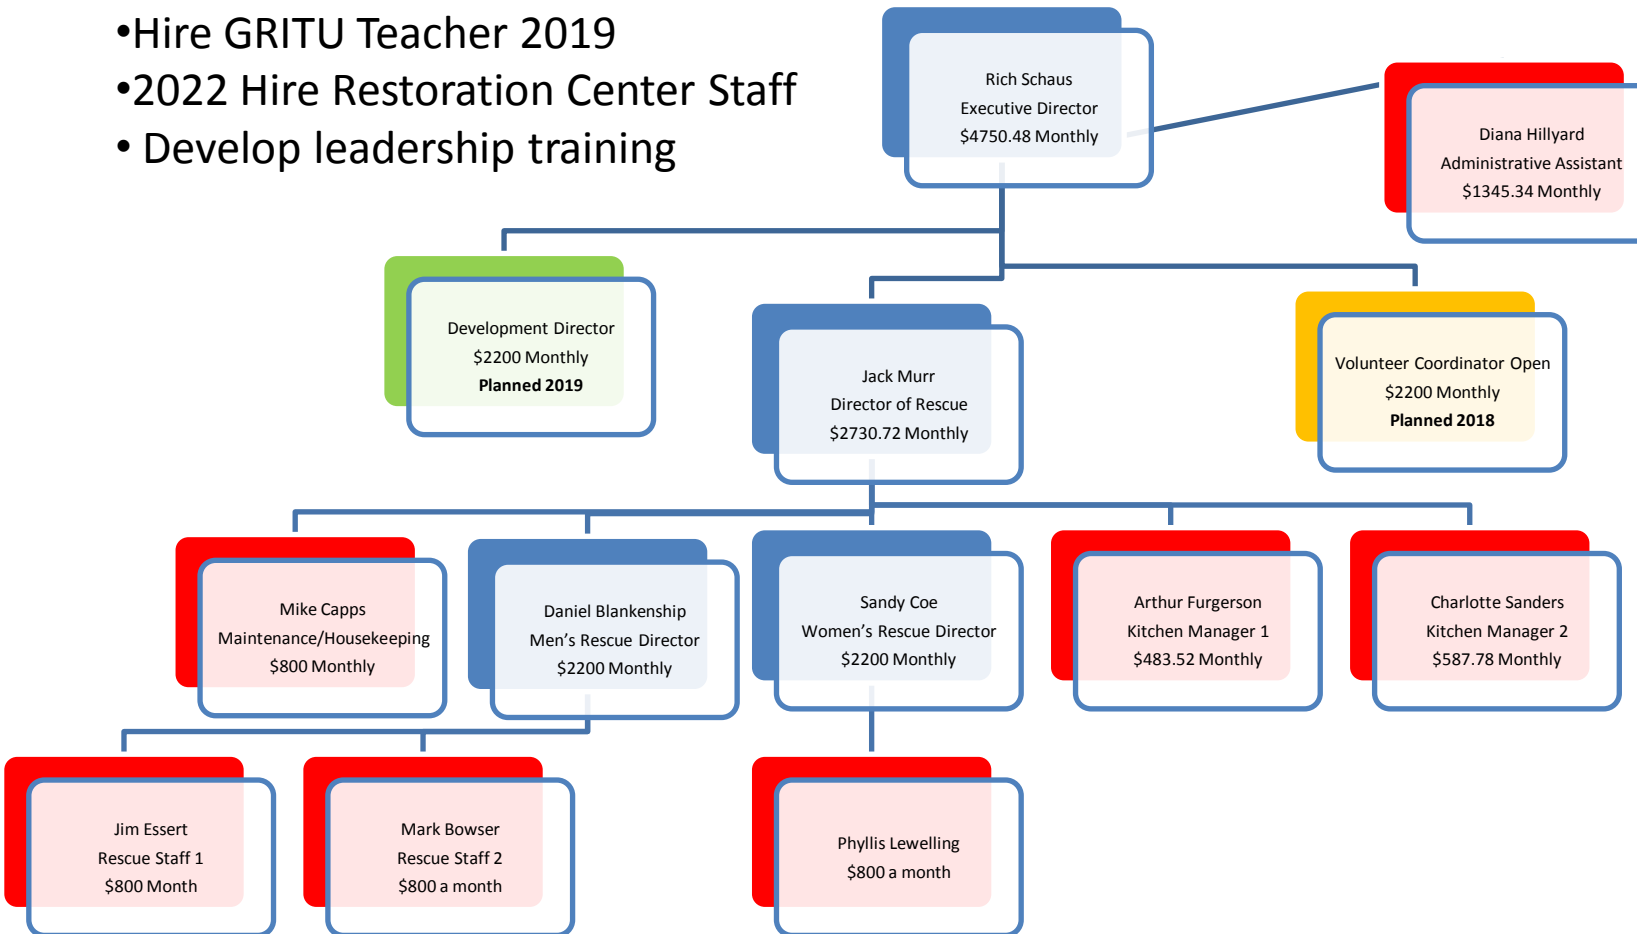 •Hire GRITU Teacher 2019
•2022 Hire Restoration Center Staff
• Develop leadership training
Rich Schaus
Executive Director
$4750.48 Monthly
Diana Hillyard
Administrative Assistant
$1345.34 Monthly
Development Director
$2200 Monthly
Planned 2019
Jack Murr
Director of Rescue
$2730.72 Monthly
Volunteer Coordinator Open
$2200 Monthly
Planned 2018
Mike Capps
Maintenance/Housekeeping
$800 Monthly
Daniel Blankenship
Men’s Rescue Director
$2200 Monthly
Sandy Coe
Women’s Rescue Director
$2200 Monthly
Arthur Furgerson
Kitchen Manager 1
$483.52 Monthly
Charlotte Sanders
Kitchen Manager 2
$587.78 Monthly
Jim Essert
Rescue Staff 1
$800 Month
Mark Bowser
Rescue Staff 2
$800 a month
Phyllis Lewelling
$800 a month